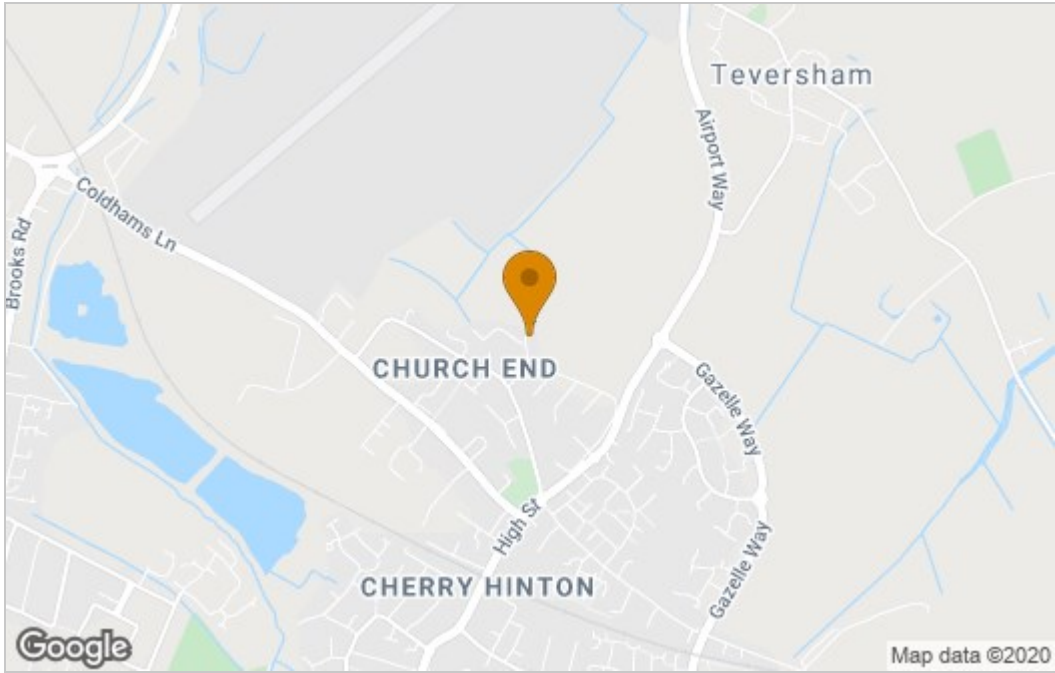 Teversham
Airport Way
Coldhams Ln
Brooks Rd
CHURCH END
Gazelle Way
High St
Gazelle Way
CHERRY HINTON
Google
Map data ©2020